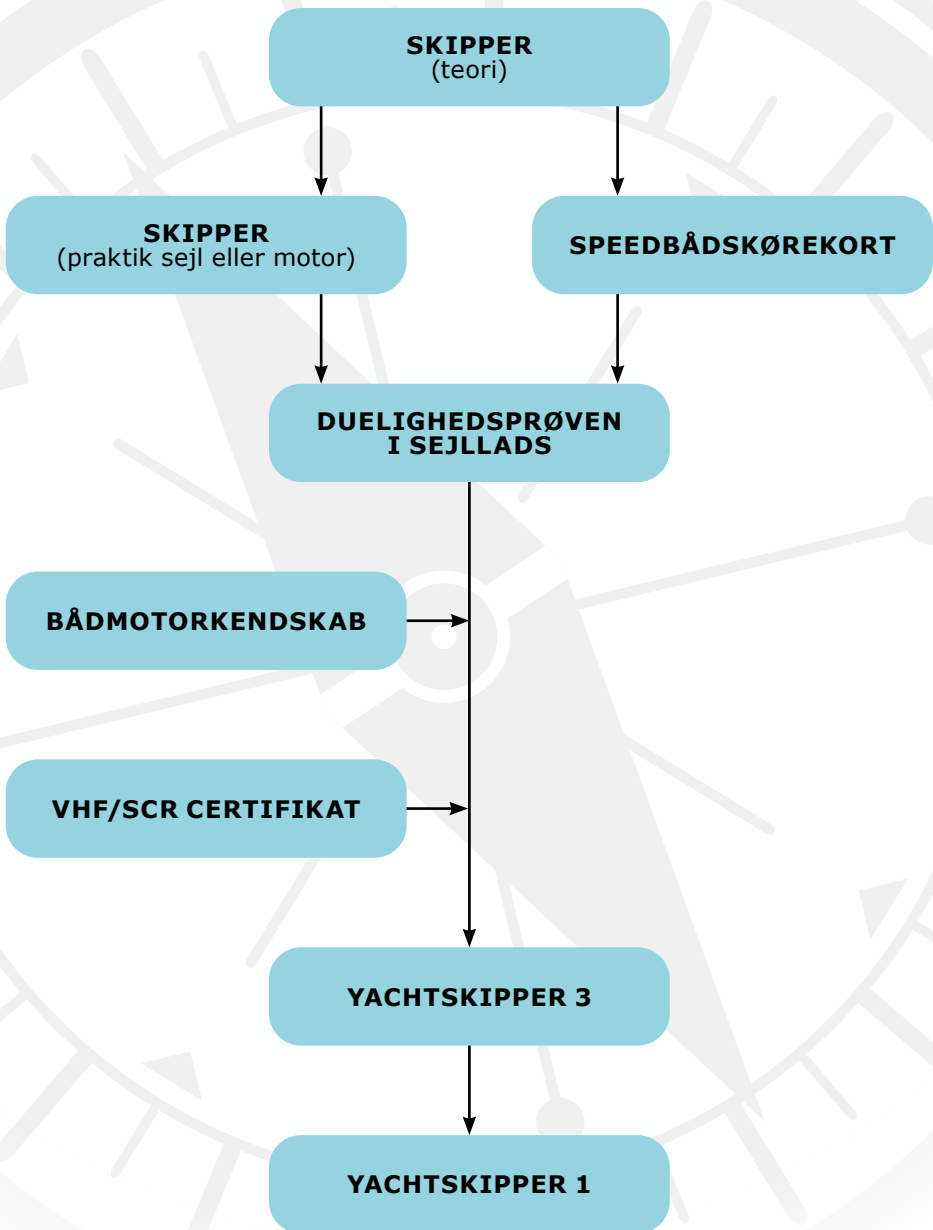 SKIPPER
(teori)
SKIPPER
(praktik sejl eller motor)
SPEEDBÅDSKØREKORT
DUELIGHEDSPRØVEN
I SEJLLADS
BÅDMOTORKENDSKAB
VHF/SCR CERTIFIKAT
YACHTSKIPPER 3
YACHTSKIPPER 1